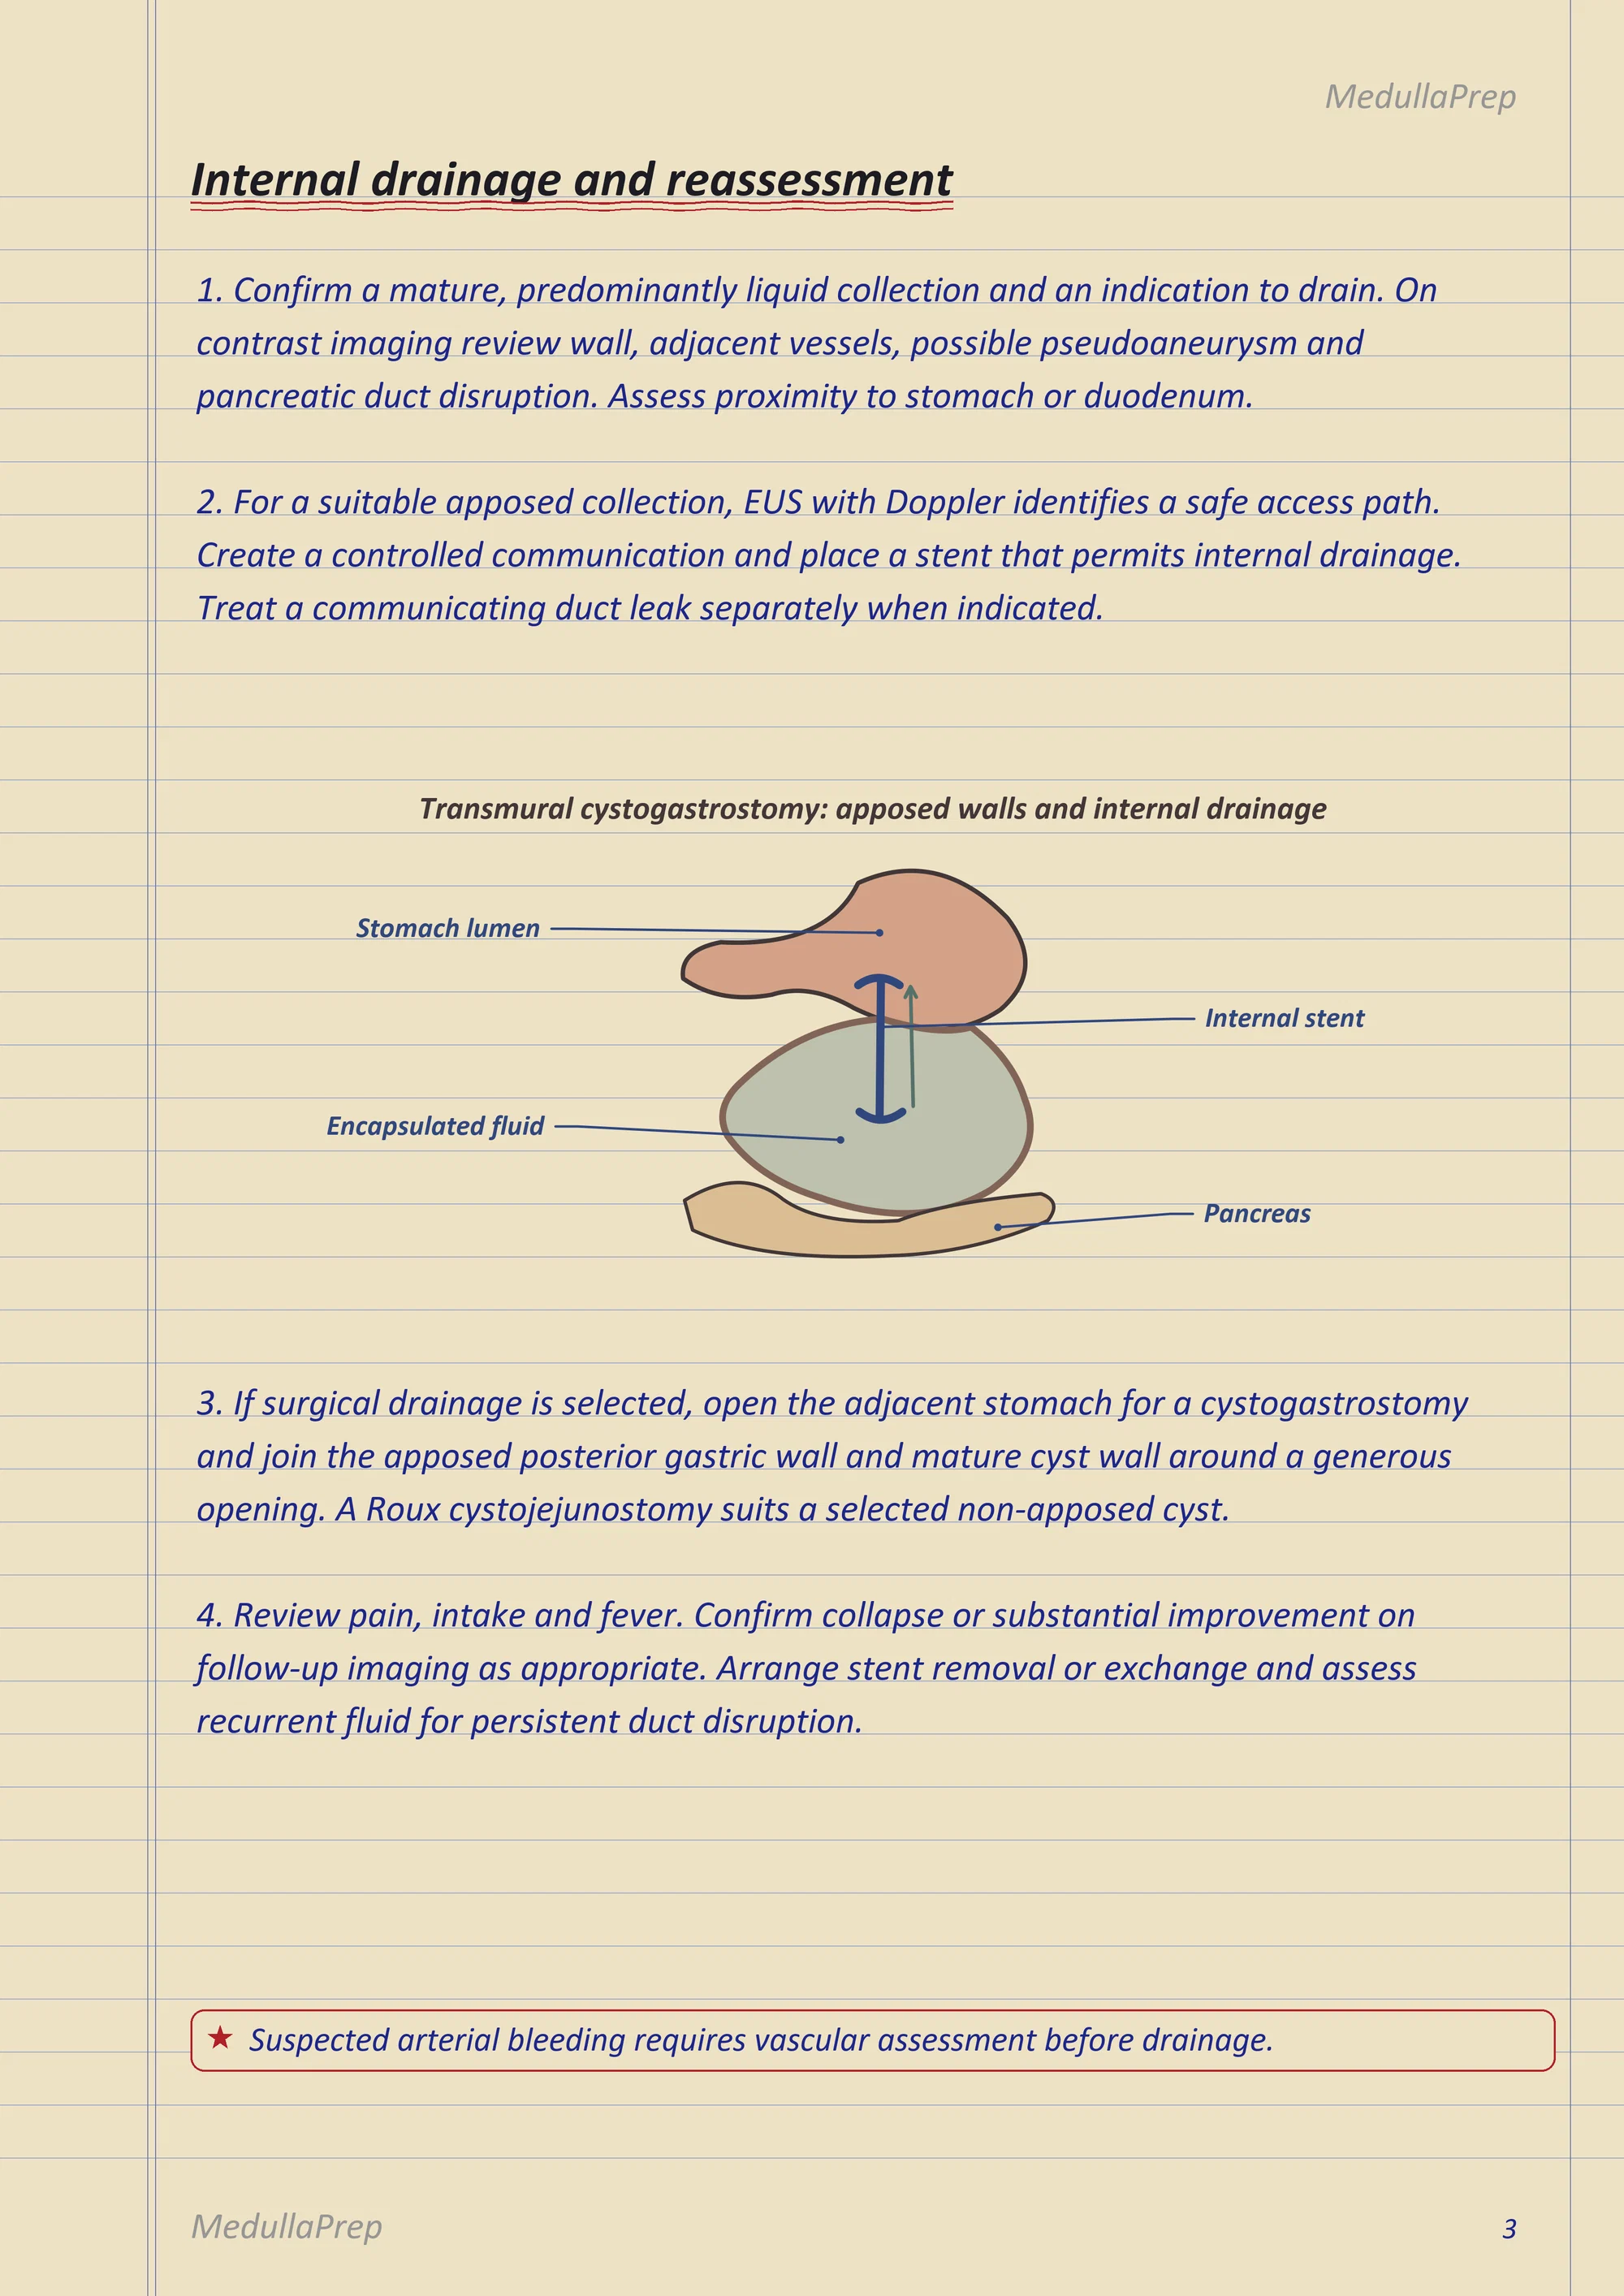 MedullaPrep
Internal drainage and reassessment
1. Confirm a mature, predominantly liquid collection and an indication to drain. On
contrast imaging review wall, adjacent vessels, possible pseudoaneurysm and
pancreatic duct disruption. Assess proximity to stomach or duodenum.
2. For a suitable apposed collection, EUS with Doppler identifies a safe access path.
Create a controlled communication and place a stent that permits internal drainage.
Treat a communicating duct leak separately when indicated.
Transmural cystogastrostomy: apposed walls and internal drainage
Stomach lumen
Internal stent
Encapsulated fluid
Pancreas
3. If surgical drainage is selected, open the adjacent stomach for a cystogastrostomy
and join the apposed posterior gastric wall and mature cyst wall around a generous
opening. A Roux cystojejunostomy suits a selected non-apposed cyst.
4. Review pain, intake and fever. Confirm collapse or substantial improvement on
follow-up imaging as appropriate. Arrange stent removal or exchange and assess
recurrent fluid for persistent duct disruption.
★ Suspected arterial bleeding requires vascular assessment before drainage.
MedullaPrep
3